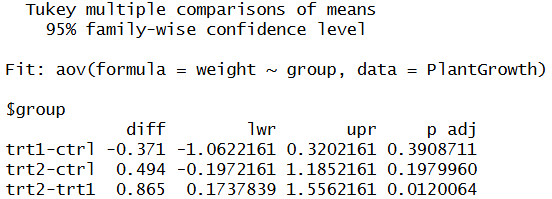 Tukey multiple comparisons of means
95% family-wise confidence level
Fit: aov(formula = weight ~ group, data = PlantGrowth)
$group
diff lwr upr p adj
trt1-ctrl -0.371 -1.0622161 0.3202161 0.3908711
trt2-ctrl 0.494 -0.1972161 1.1852161 0.1979960
trt2-trt1 0.865 0.1737839 1.5562161 0.0120064